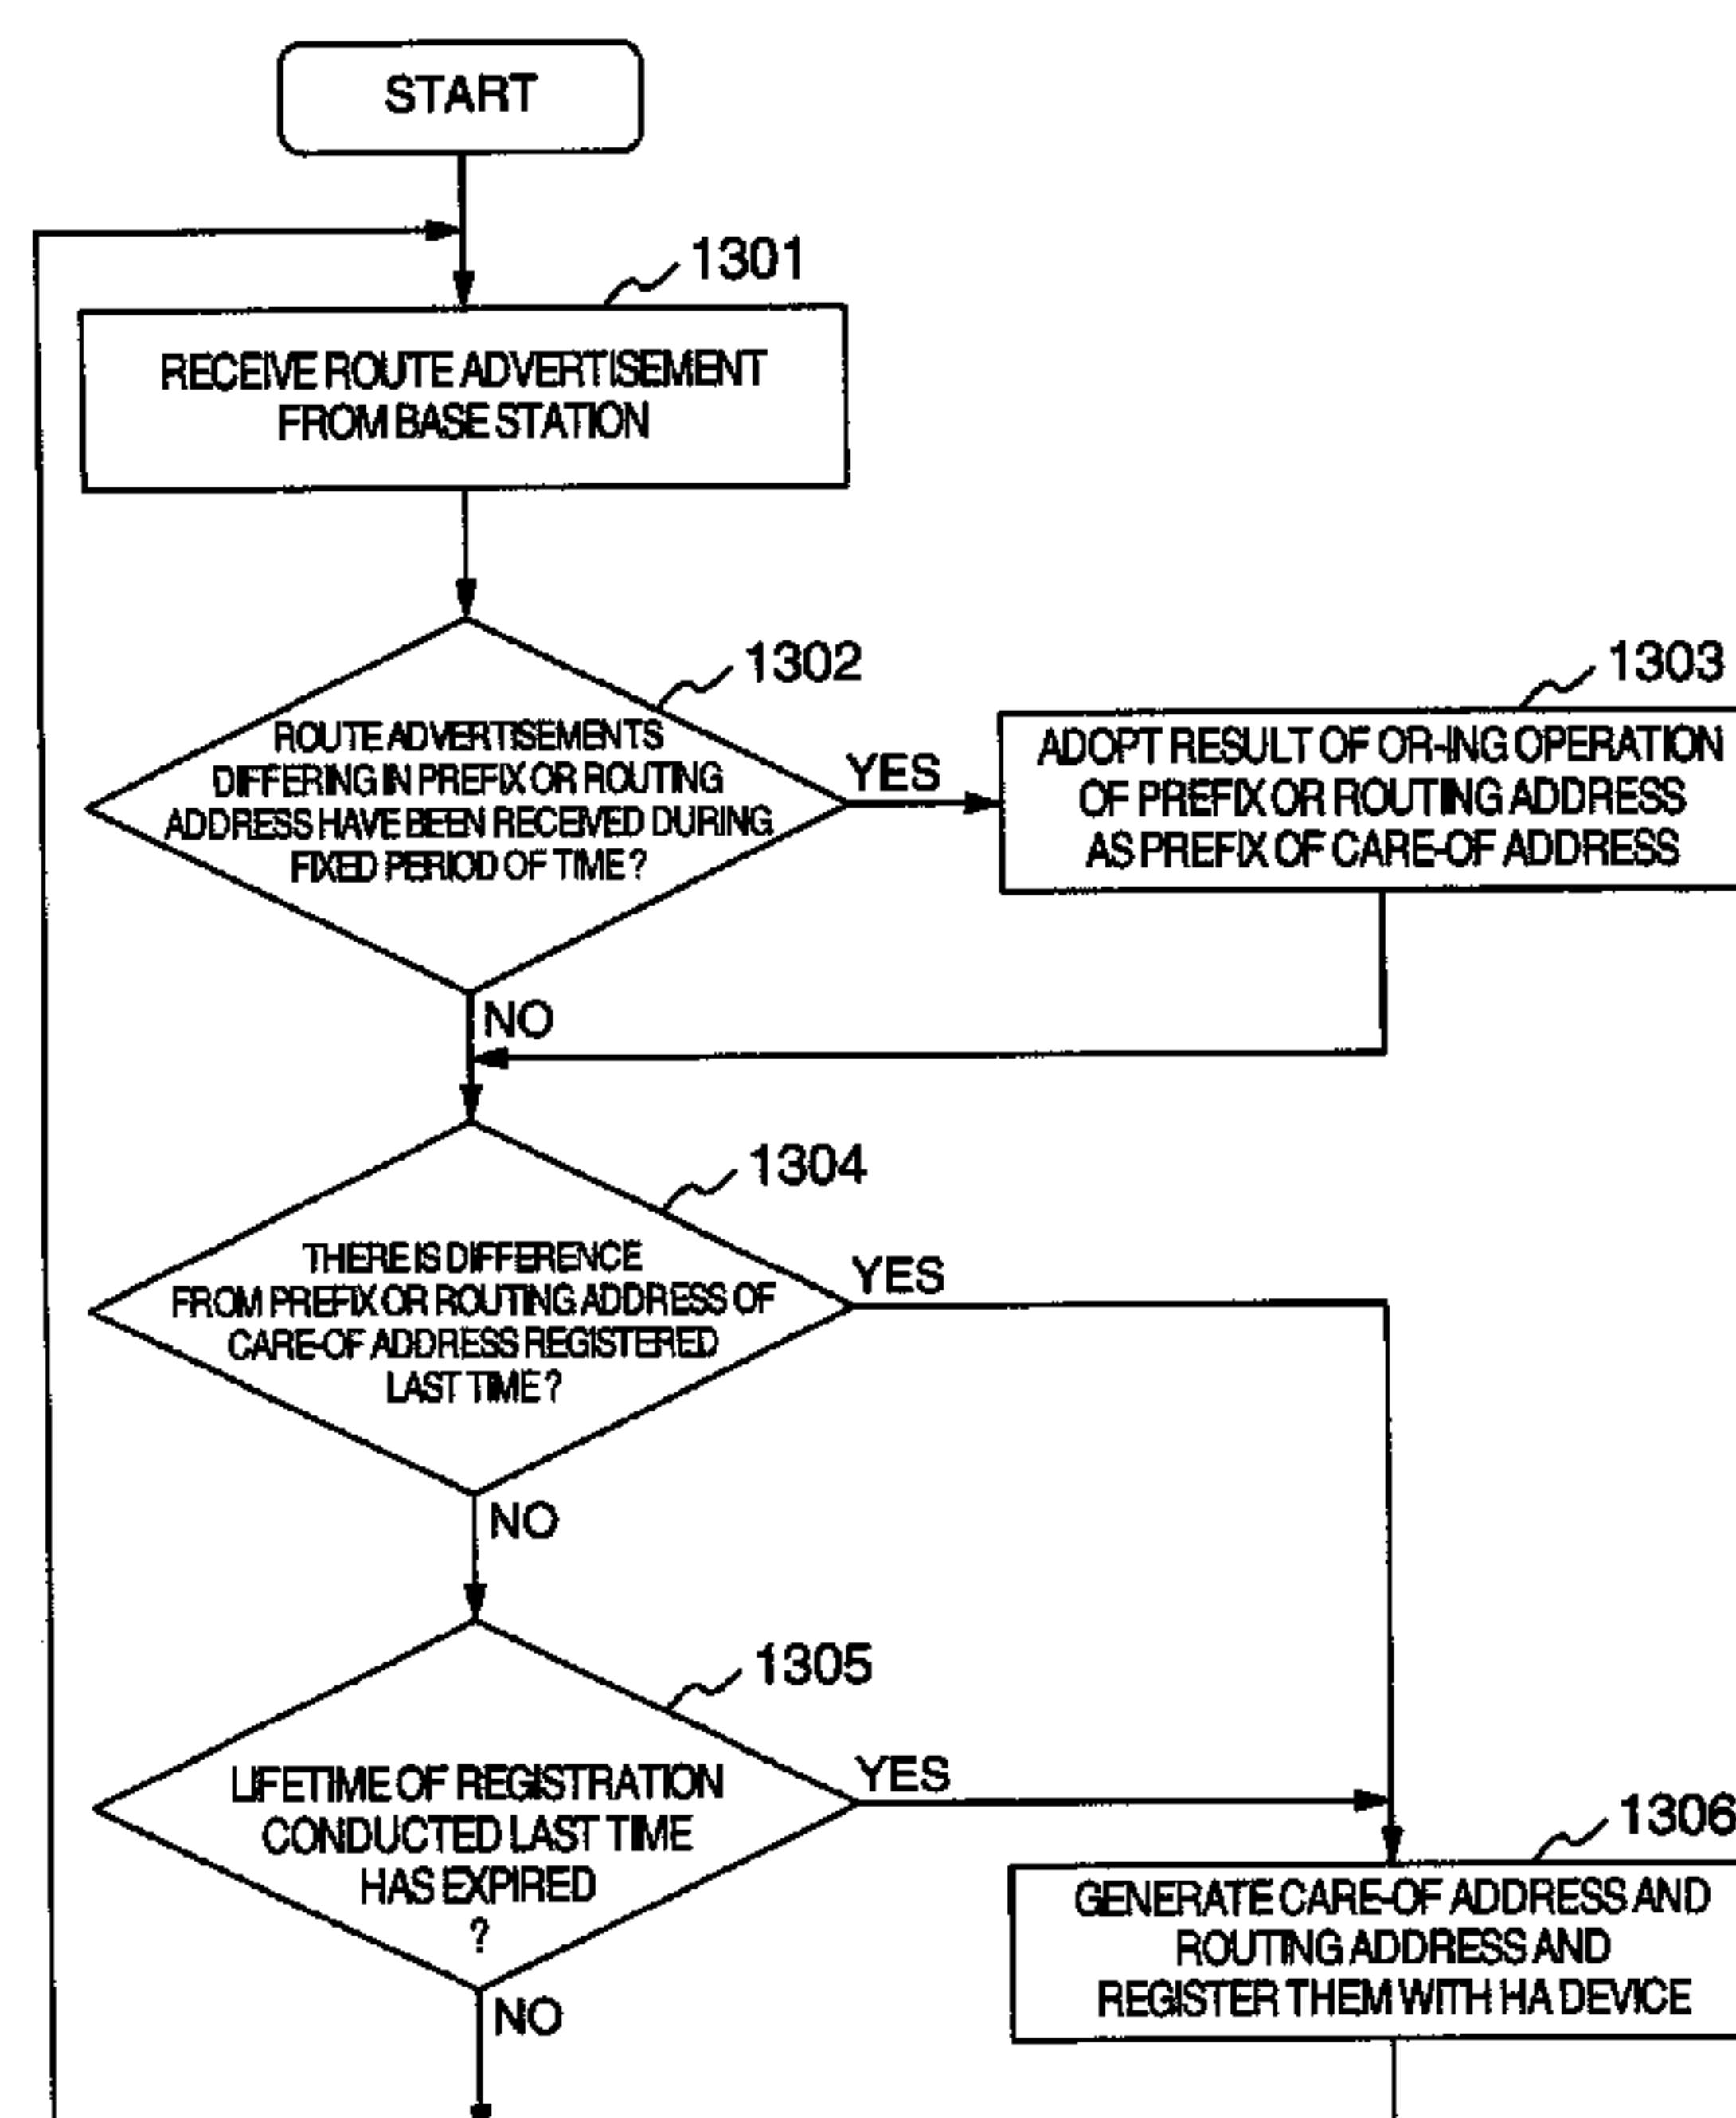 START
1301
RECEIVE ROUTE ADVERTISEMENT
FROM BASE STATION
1302
ROUTE ADVERTISEMENTS
DIFFERING IN PREFIX OR ROUTING
ADDRESS HAVE BEEN RECEIVED DURING
FIXED PERIOD OF TIME ?
YES
1303
ADOPT RESULT OF OR-ING OPERATION
OF PREFIX OR ROUTING ADDRESS
AS PREFIX OF CARE-OF ADDRESS
NO
1304
THERE IS DIFFERENCE
FROM PREFIX OR ROUTING ADDRESS OF
CARE-OF ADDRESS REGISTERED
LAST TIME ?
YES
NO
1305
LIFETIME OF REGISTRATION
CONDUCTED LAST TIME
HAS EXPIRED
?
YES
1306
GENERATE CARE-OF ADDRESS AND
ROUTING ADDRESS AND
REGISTER THEM WITH HA DEVICE
NO